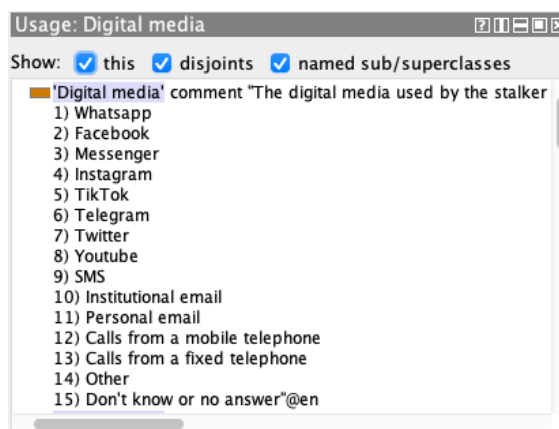 Usage: Digital media
Show: this disjoints named sub/superclasses
'Digital media' comment "The digital media used by the stalker
1) Whatsapp
2) Facebook
3) Messenger
4) Instagram
5) TikTok
6) Telegram
7) Twitter
8) Youtube
9) SMS
10) Institutional email
11) Personal email
12) Calls from a mobile telephone
13) Calls from a fixed telephone
14) Other
15) Don't know or no answer"@en